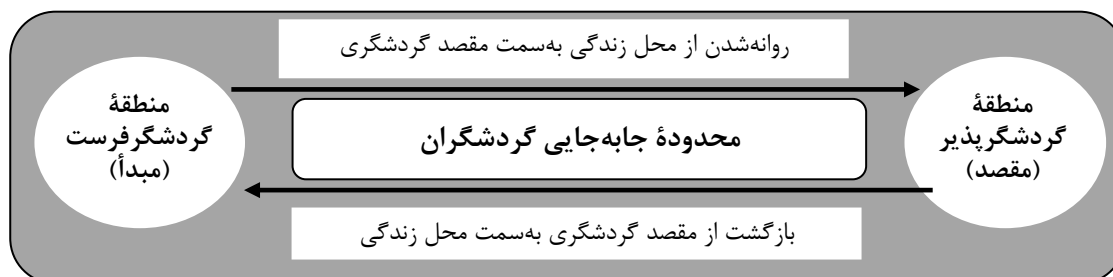 روانه‌شدن از محل زندگی به‌سمت مقصد گردشگری
منطقهٔ
گردشگرپذیر
(مقصد)
محدودهٔ جابه‌جایی گردشگران
منطقهٔ
گردشگرفرست
(مبدأ)
بازگشت از مقصد گردشگری به‌سمت محل زندگی